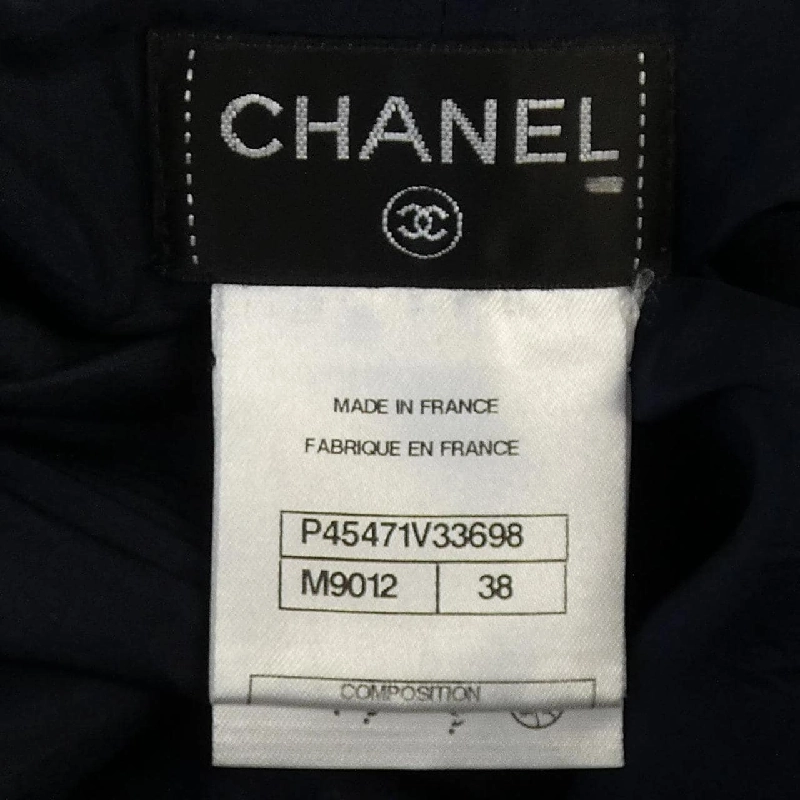 CHANEL
MADE IN FRANCE
FABRIQUE EN FRANCE
P45471V33698
M9012 38
COMPOSITION